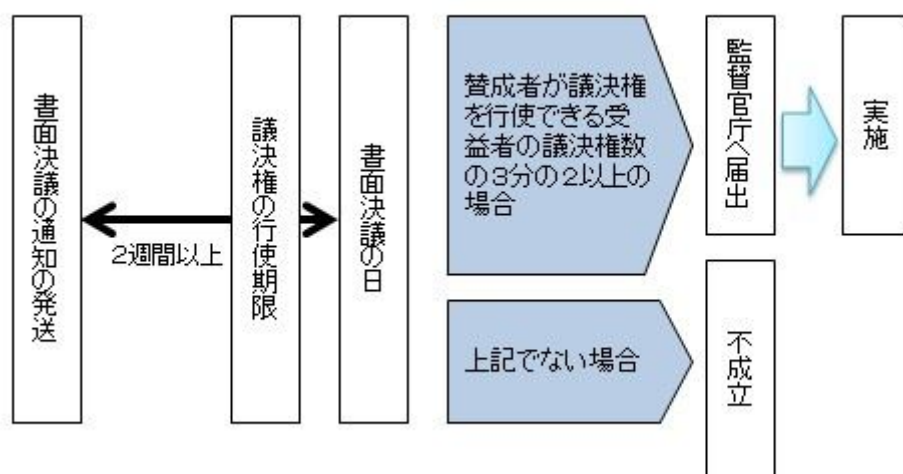 書面決議の通知の発送
2週間以上
議決権の行使期限
書面決議の日
賛成者が議決権
を行使できる受
益者の議決権数
の3分の2以上の
場合
監督官庁へ届出
実施
上記でない場合
不成立